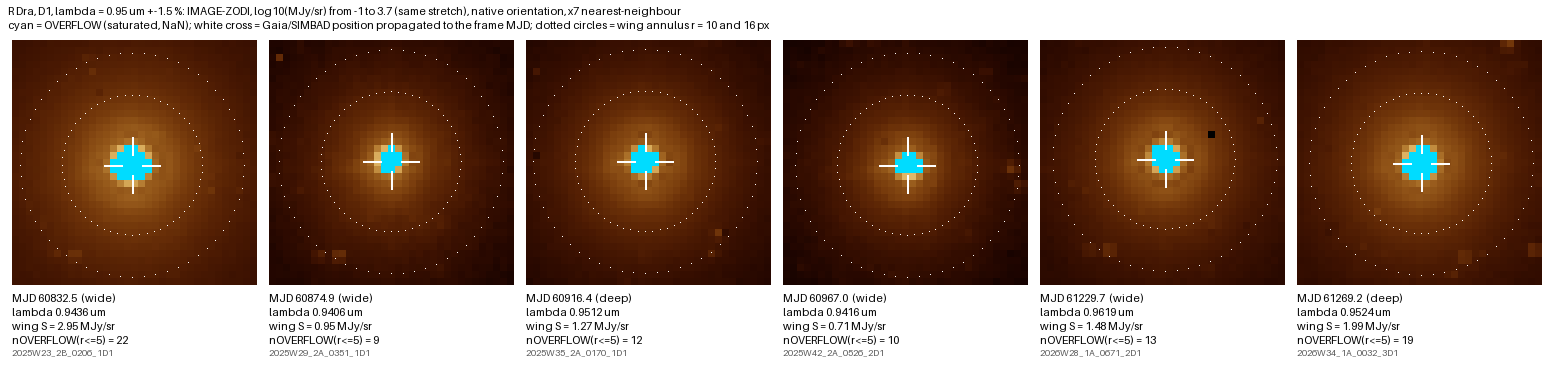 R Dra, D1, lambda = 0.95 um +-1.5 %: IMAGE-ZODI, log10(MJy/sr) from -1 to 3.7 (same stretch), native orientation, x7 nearest-neighbour
cyan = OVERFLOW (saturated, NaN); white cross = Gaia/SIMBAD position propagated to the frame MJD; dotted circles = wing annulus r = 10 and 16 px
MJD 60832.5 (wide)
lambda 0.9436 um
wing S = 2.95 MJy/sr
nOVERFLOW(r<=5) = 22
2025W23_2B_0206_1D1
MJD 60874.9 (wide)
lambda 0.9406 um
wing S = 0.95 MJy/sr
nOVERFLOW(r<=5) = 9
2025W29_2A_0351_1D1
MJD 60916.4 (deep)
lambda 0.9512 um
wing S = 1.27 MJy/sr
nOVERFLOW(r<=5) = 12
2025W35_2A_0170_1D1
MJD 60967.0 (wide)
lambda 0.9416 um
wing S = 0.71 MJy/sr
nOVERFLOW(r<=5) = 10
2025W42_2A_0526_2D1
MJD 61229.7 (wide)
lambda 0.9619 um
wing S = 1.48 MJy/sr
nOVERFLOW(r<=5) = 13
2026W28_1A_0671_2D1
MJD 61269.2 (deep)
lambda 0.9524 um
wing S = 1.99 MJy/sr
nOVERFLOW(r<=5) = 19
2026W34_1A_0032_3D1